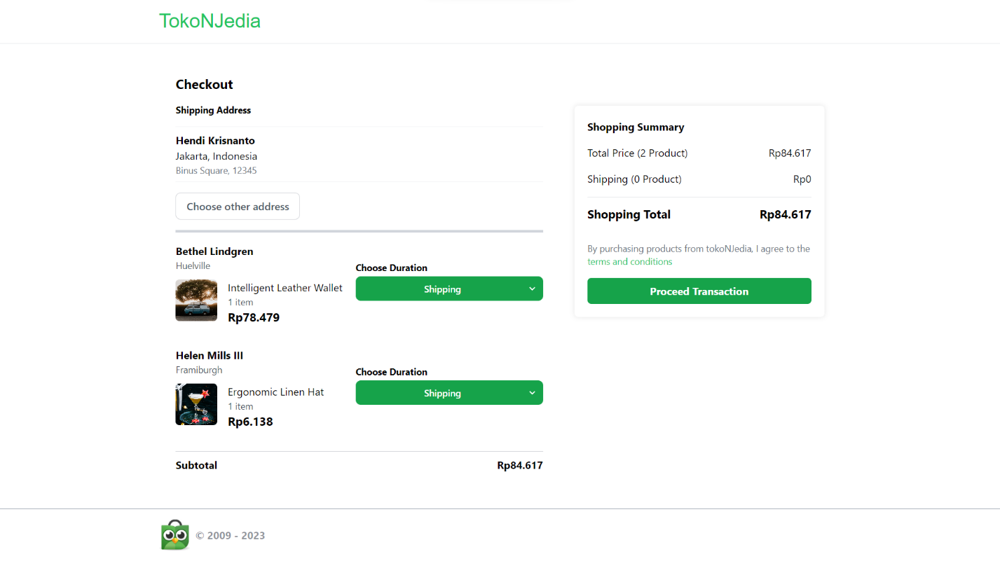 TokoNJedia
Checkout
Shipping Address
Hendi Krisnanto
Jakarta, Indonesia
Binus Square, 12345
Choose other address
Bethel Lindgren
Huelville
Intelligent Leather Wallet
1 item
Rp78.479
Choose Duration
Shipping
Helen Mills III
Framiburgh
Ergonomic Linen Hat
1 item
Rp6.138
Choose Duration
Shipping
Subtotal Rp84.617
Shopping Summary
Total Price (2 Product) Rp84.617
Shipping (0 Product) Rp0
Shopping Total Rp84.617
By purchasing products from tokoNJedia, I agree to the
terms and conditions
Proceed Transaction
© 2009 - 2023